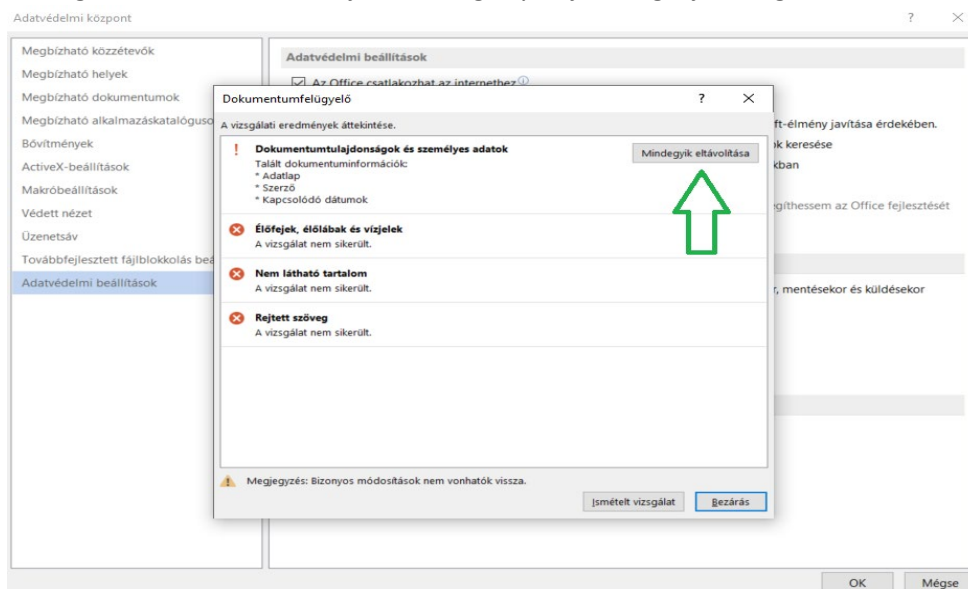 Adatvédelmi központ
? ×
Megbízható közzétevők
Megbízható helyek
Megbízható dokumentumok
Megbízható alkalmazáskatalóguso
Bővítmények
ActiveX-beállítások
Makróbeállítások
Védett nézet
Üzenetsáv
Továbbfejlesztett fájlblokkolás beá
Adatvédelmi beállítások
Adatvédelmi beállítások
Az Office csatlakozhat az internethez
ft-élmény javítása érdekében.
ok keresése
kban
egíthessem az Office fejlesztését
r, mentésekor és küldésekor
Dokumentumfelügyelő
? ×
A vizsgálati eredmények áttekintése.
! Dokumentumtulajdonságok és személyes adatok
Talált dokumentuminformációk:
* Adatlap
* Szerző
* Kapcsolódó dátumok
Mindegyik eltávolítása
Élőfejek, élőlábak és vízjelek
A vizsgálat nem sikerült.
Nem látható tartalom
A vizsgálat nem sikerült.
Rejtett szöveg
A vizsgálat nem sikerült.
Megjegyzés: Bizonyos módosítások nem vonhatók vissza.
Ismételt vizsgálat
Bezárás
OK
Mégse